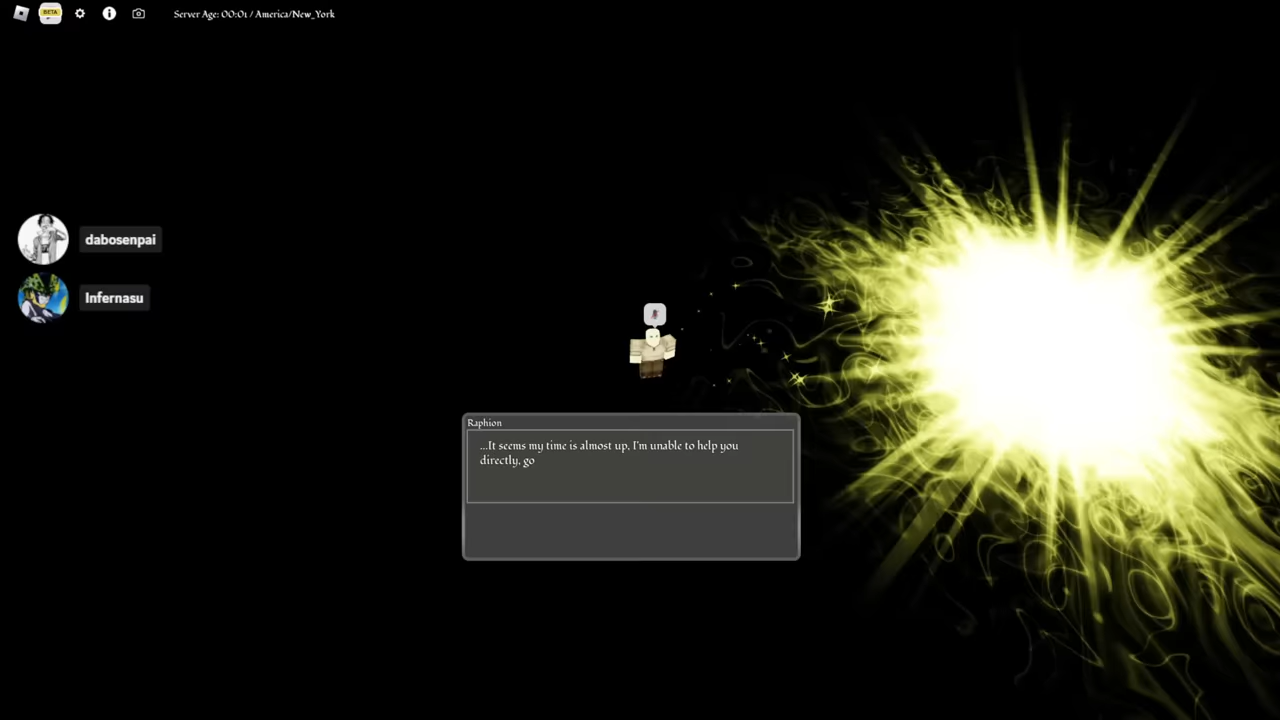 BETA
Server Age: 00:01 / America/New_York
dabosenpai
Infernasu
Raphion
...It seems my time is almost up, I'm unable to help you
directly, go